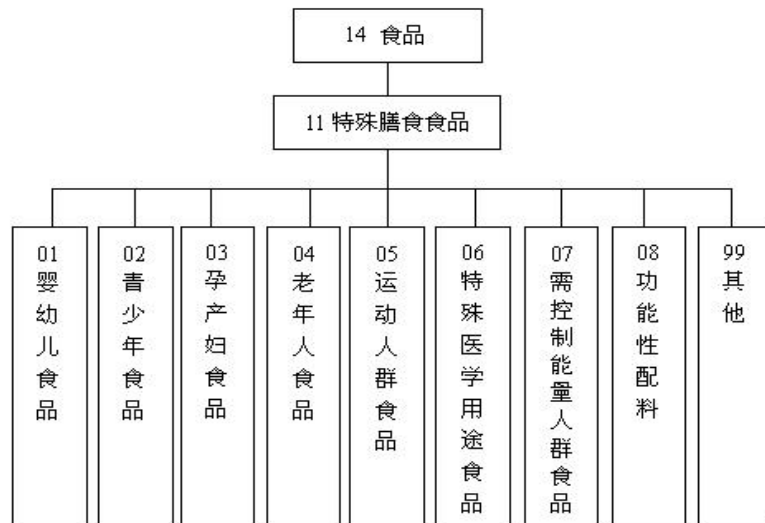 14 食品
11特殊膳食食品
01
婴幼儿食品
02
青少年食品
03
孕产妇食品
04
老年人食品
05
运动人群食品
06
特殊医学用途食品
07
需控制能量人群食品
08
功能性配料
99
其他